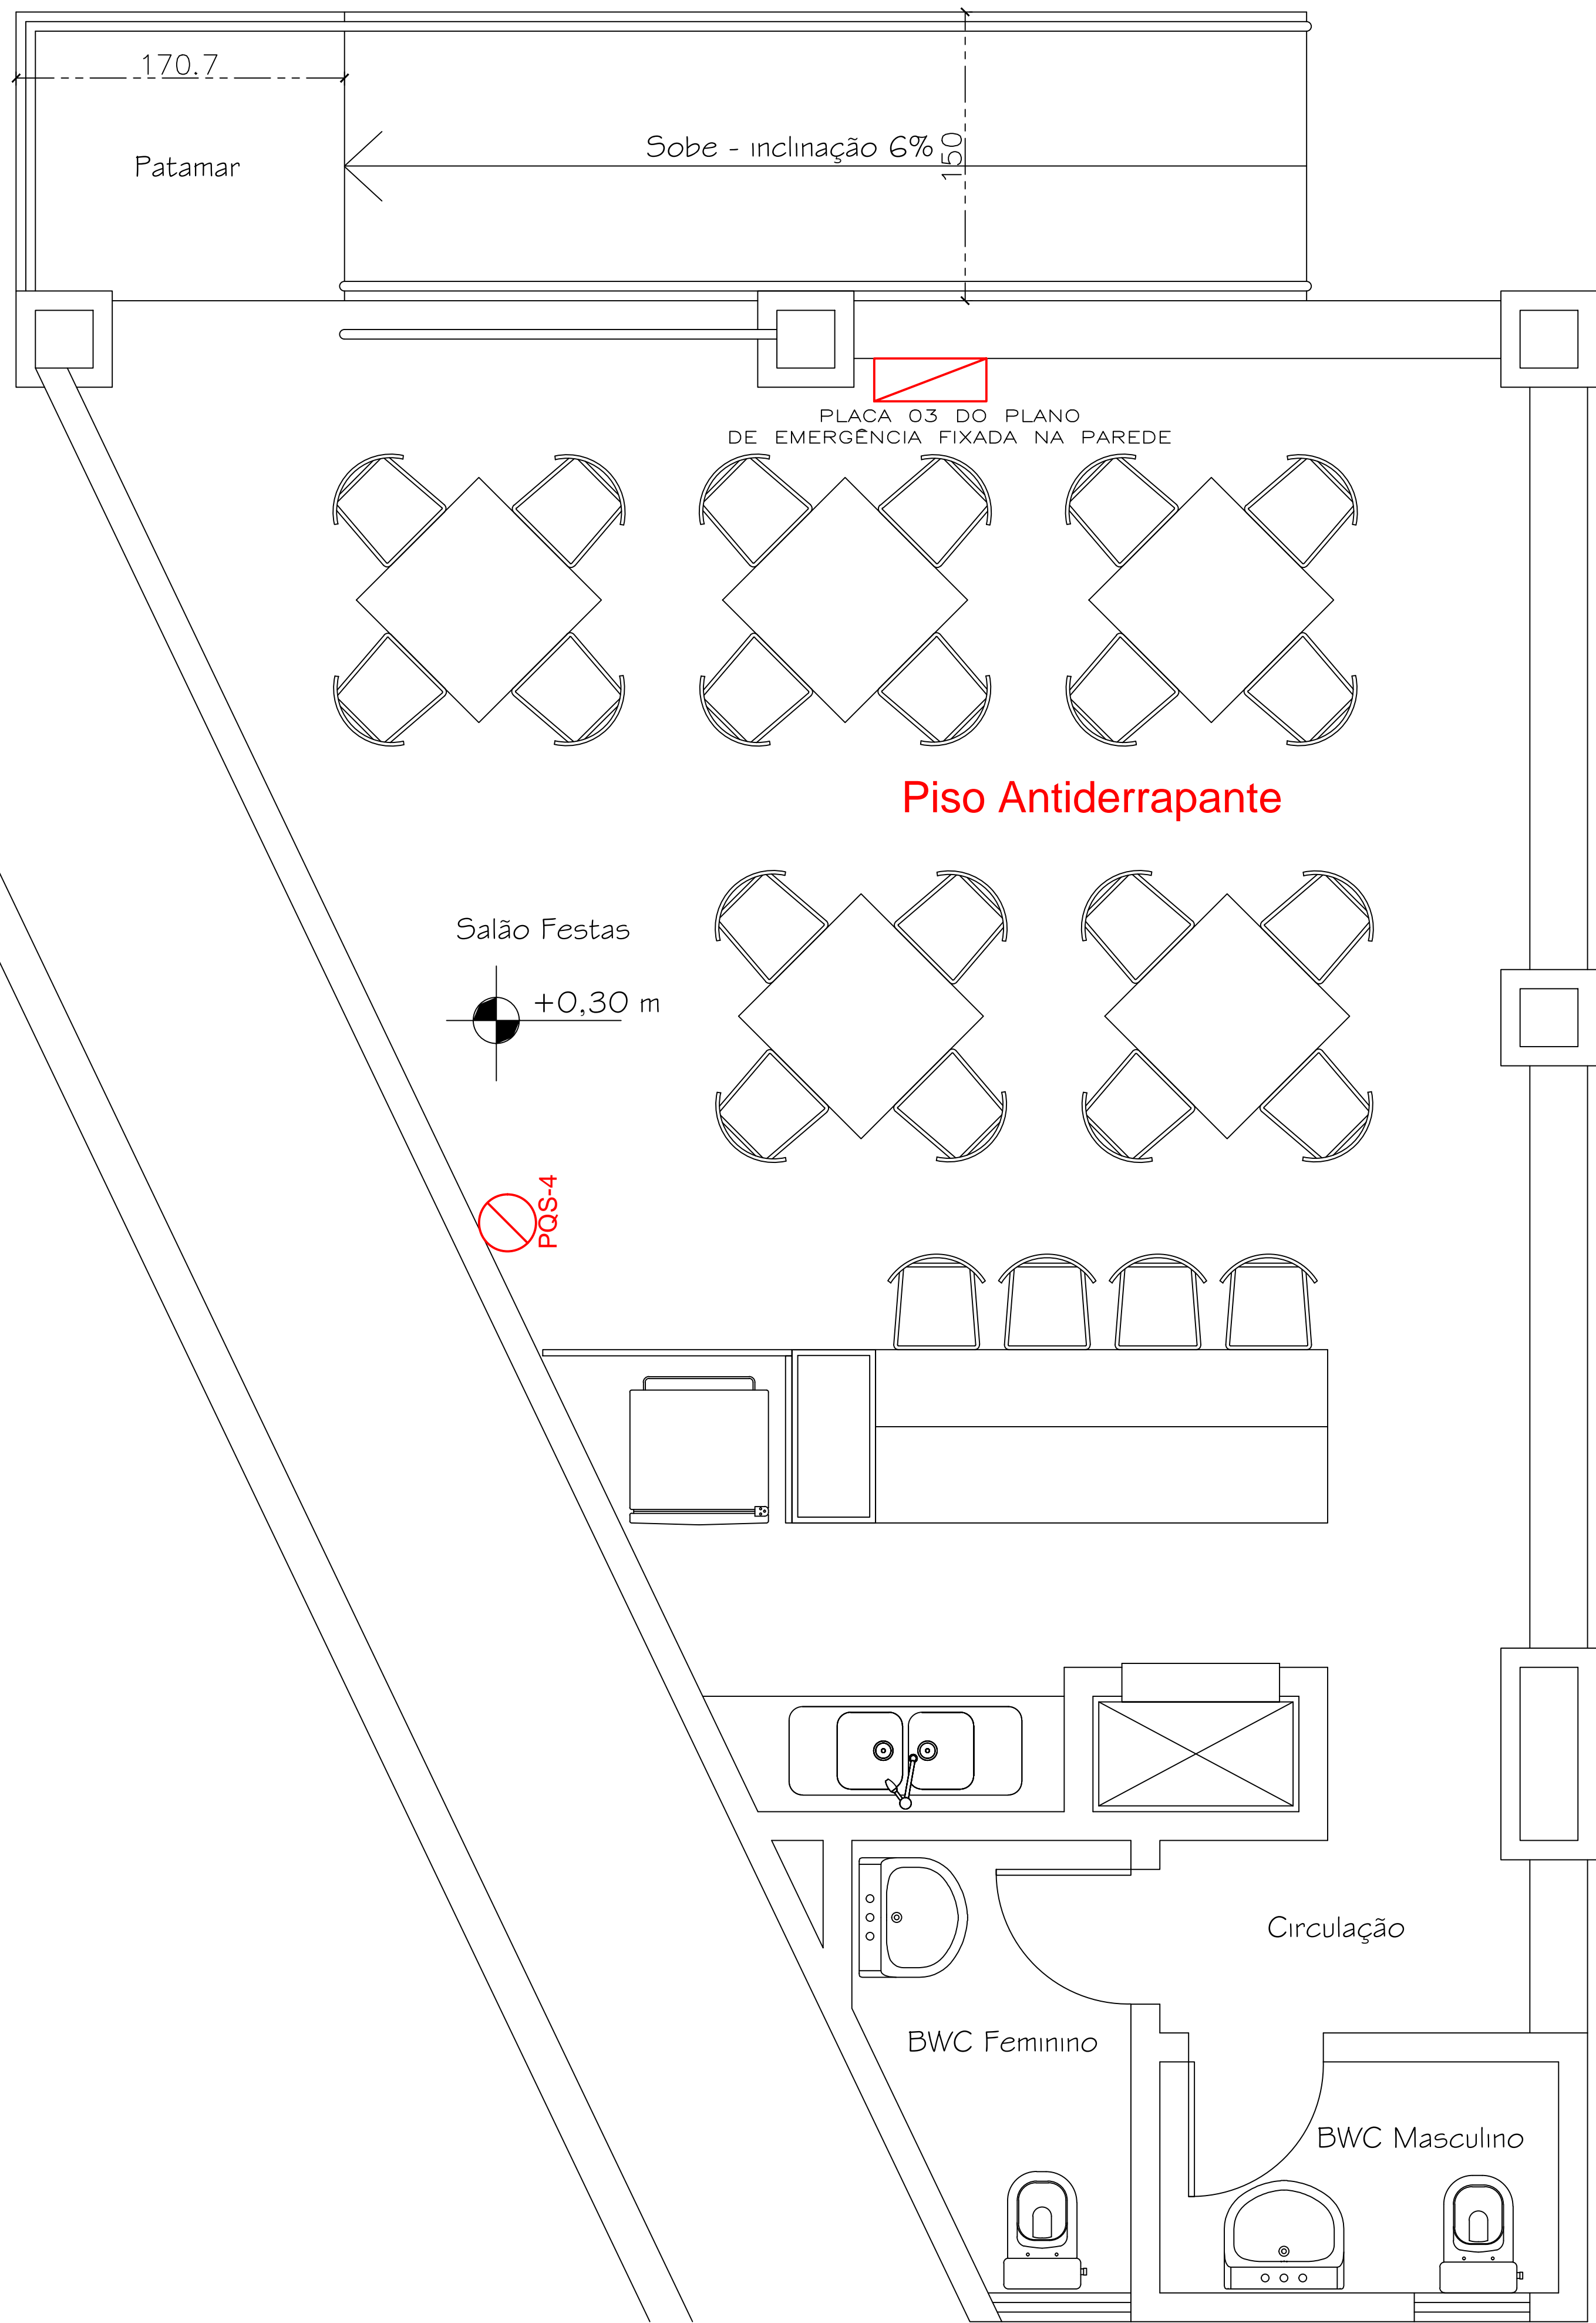 170.7
Sobe - inclinação 6%
150
Patamar
PLACA 03 DO PLANO
DE EMERGÊNCIA FIXADA NA PAREDE
Piso Antiderrapante
Salão Festas
+0,30 m
PQS-4
Circulação
BWC Feminino
BWC Masculino